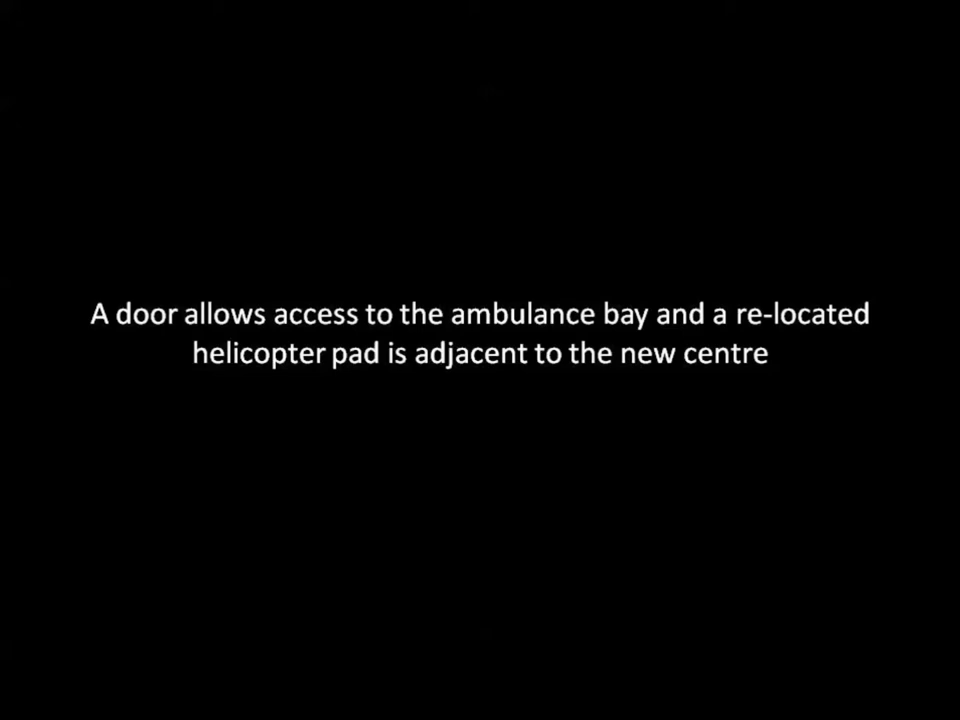 A door allows access to the ambulance bay and a re-located
helicopter pad is adjacent to the new centre